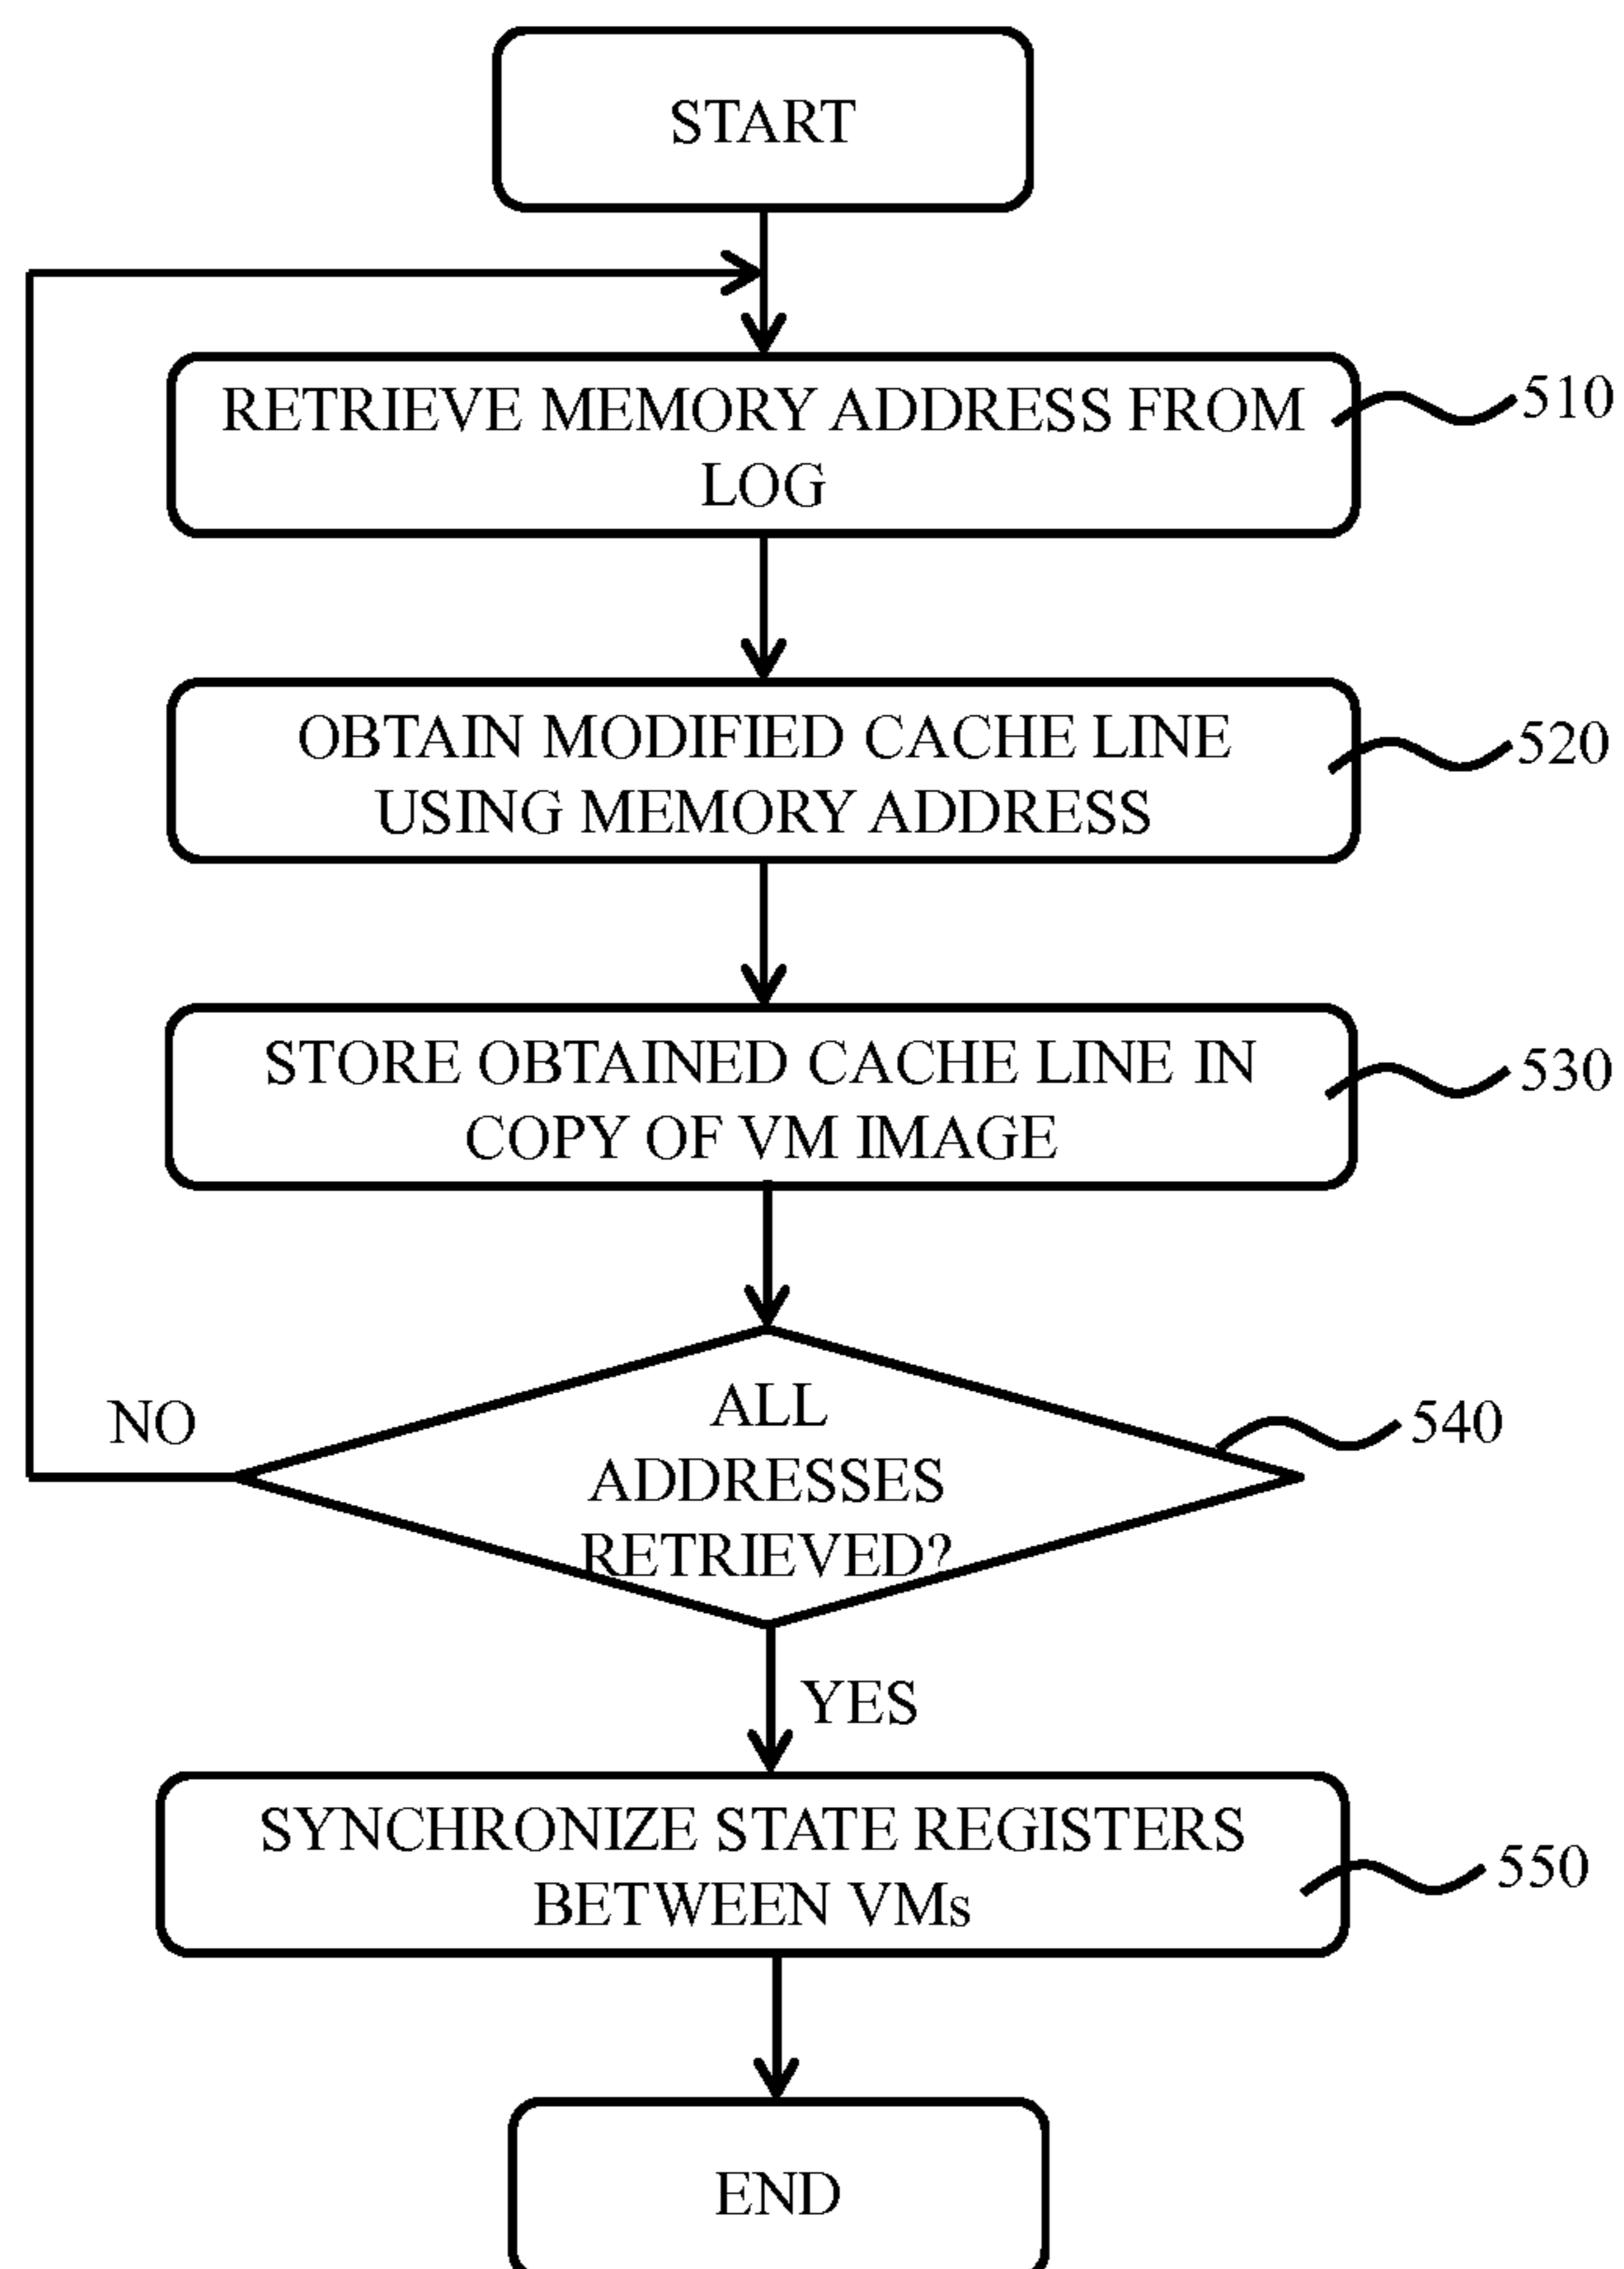 START
RETRIEVE MEMORY ADDRESS FROM
LOG
510
OBTAIN MODIFIED CACHE LINE
USING MEMORY ADDRESS
520
STORE OBTAINED CACHE LINE IN
COPY OF VM IMAGE
530
ALL
ADDRESSES
RETRIEVED?
540
NO
YES
SYNCHRONIZE STATE REGISTERS
BETWEEN VMs
550
END